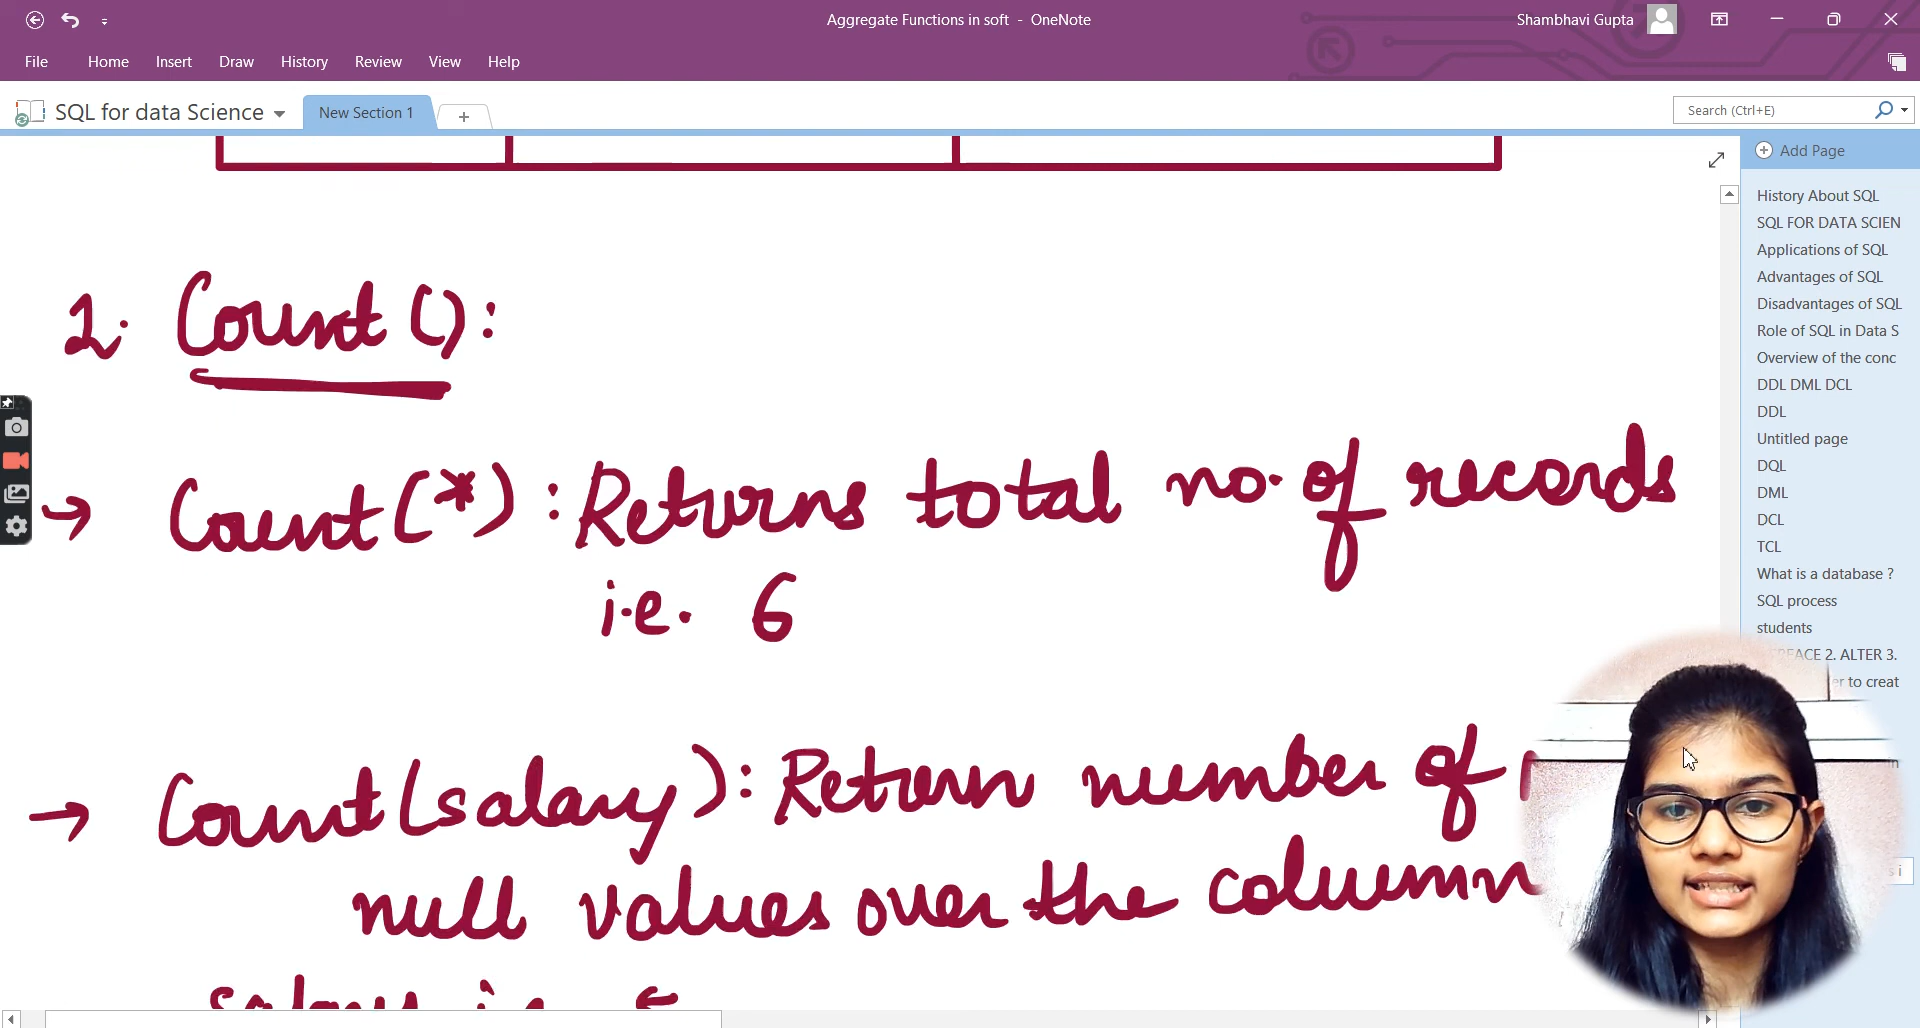 Aggregate Functions in soft - OneNote
Shambhavi Gupta
File Home Insert Draw History Review View Help
SQL for data Science
New Section 1
+
Search (Ctrl+E)
Add Page
History About SQL
SQL FOR DATA SCIEN
Applications of SQL
Advantages of SQL
Disadvantages of SQL
Role of SQL in Data S
Overview of the conc
DDL DML DCL
DDL
Untitled page
DQL
DML
DCL
TCL
What is a database ?
SQL process
students
FACE 2. ALTER 3.
er to creat
s i
2. Count():
→ Count(*) : Returns total no. of records
i.e. 6
→ Count(salary): Return number of
null values over the column
salary i.e. 5